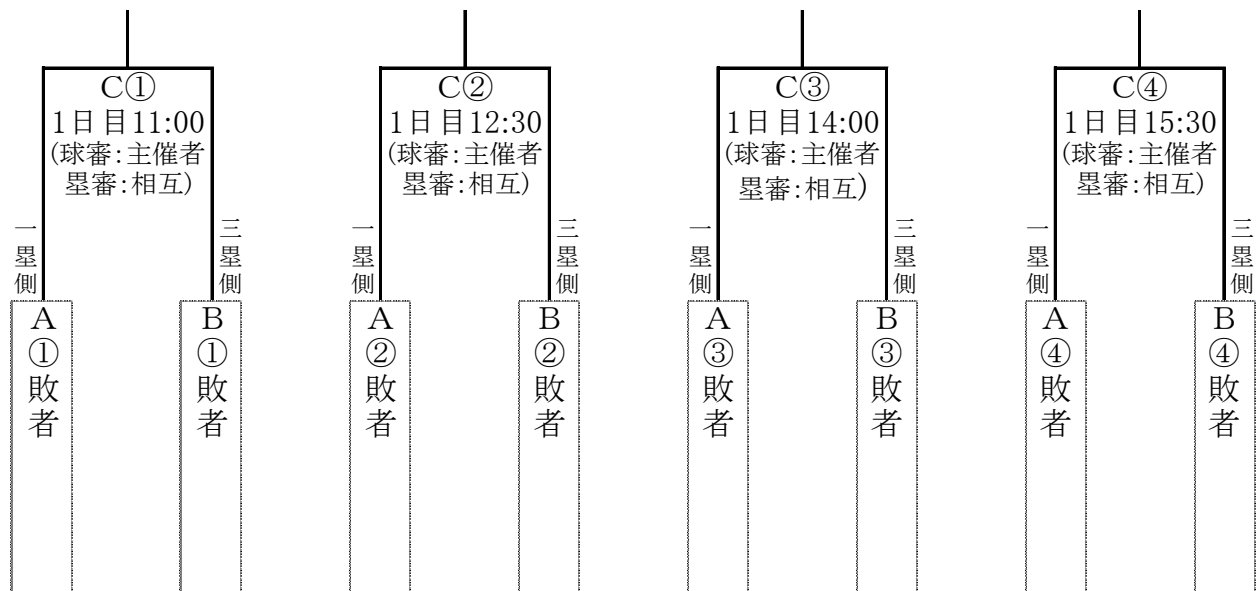 C①
1日目11:00
(球審:主催者
塁審:相互)
一塁側
三塁側
A①敗者
B①敗者
C②
1日目12:30
(球審:主催者
塁審:相互)
一塁側
三塁側
A②敗者
B②敗者
C③
1日目14:00
(球審:主催者
塁審:相互)
一塁側
三塁側
A③敗者
B③敗者
C④
1日目15:30
(球審:主催者
塁審:相互)
一塁側
三塁側
A④敗者
B④敗者